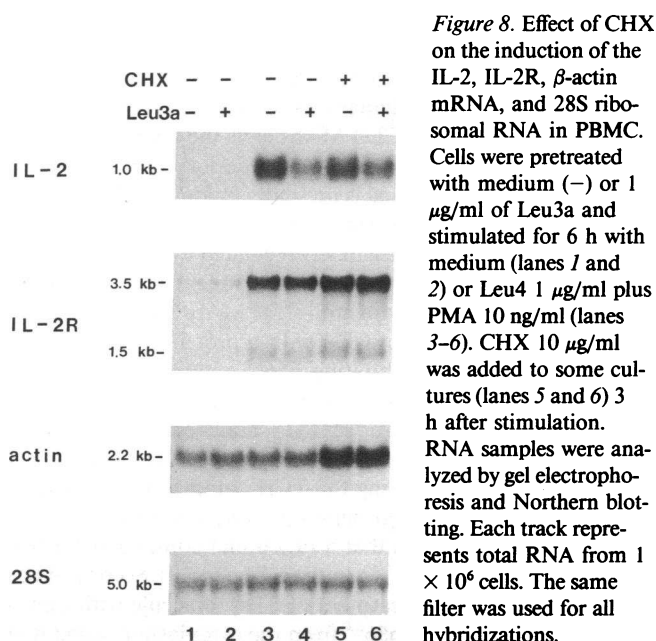 CHX - - - - + +
Leu3a - + - + - +
IL-2 1.0 kb-
3.5 kb-
IL-2R
1.5 kb-
actin 2.2 kb-
28S 5.0 kb-
1 2 3 4 5 6
Figure 8. Effect of CHX
on the induction of the
IL-2, IL-2R, β-actin
mRNA, and 28S ribo-
somal RNA in PBMC.
Cells were pretreated
with medium (−) or 1
μg/ml of Leu3a and
stimulated for 6 h with
medium (lanes 1 and
2) or Leu4 1 μg/ml plus
PMA 10 ng/ml (lanes
3–6). CHX 10 μg/ml
was added to some cul-
tures (lanes 5 and 6) 3
h after stimulation.
RNA samples were ana-
lyzed by gel electropho-
resis and Northern blot-
ting. Each track repre-
sents total RNA from 1
× 10⁶ cells. The same
filter was used for all
hybridizations.